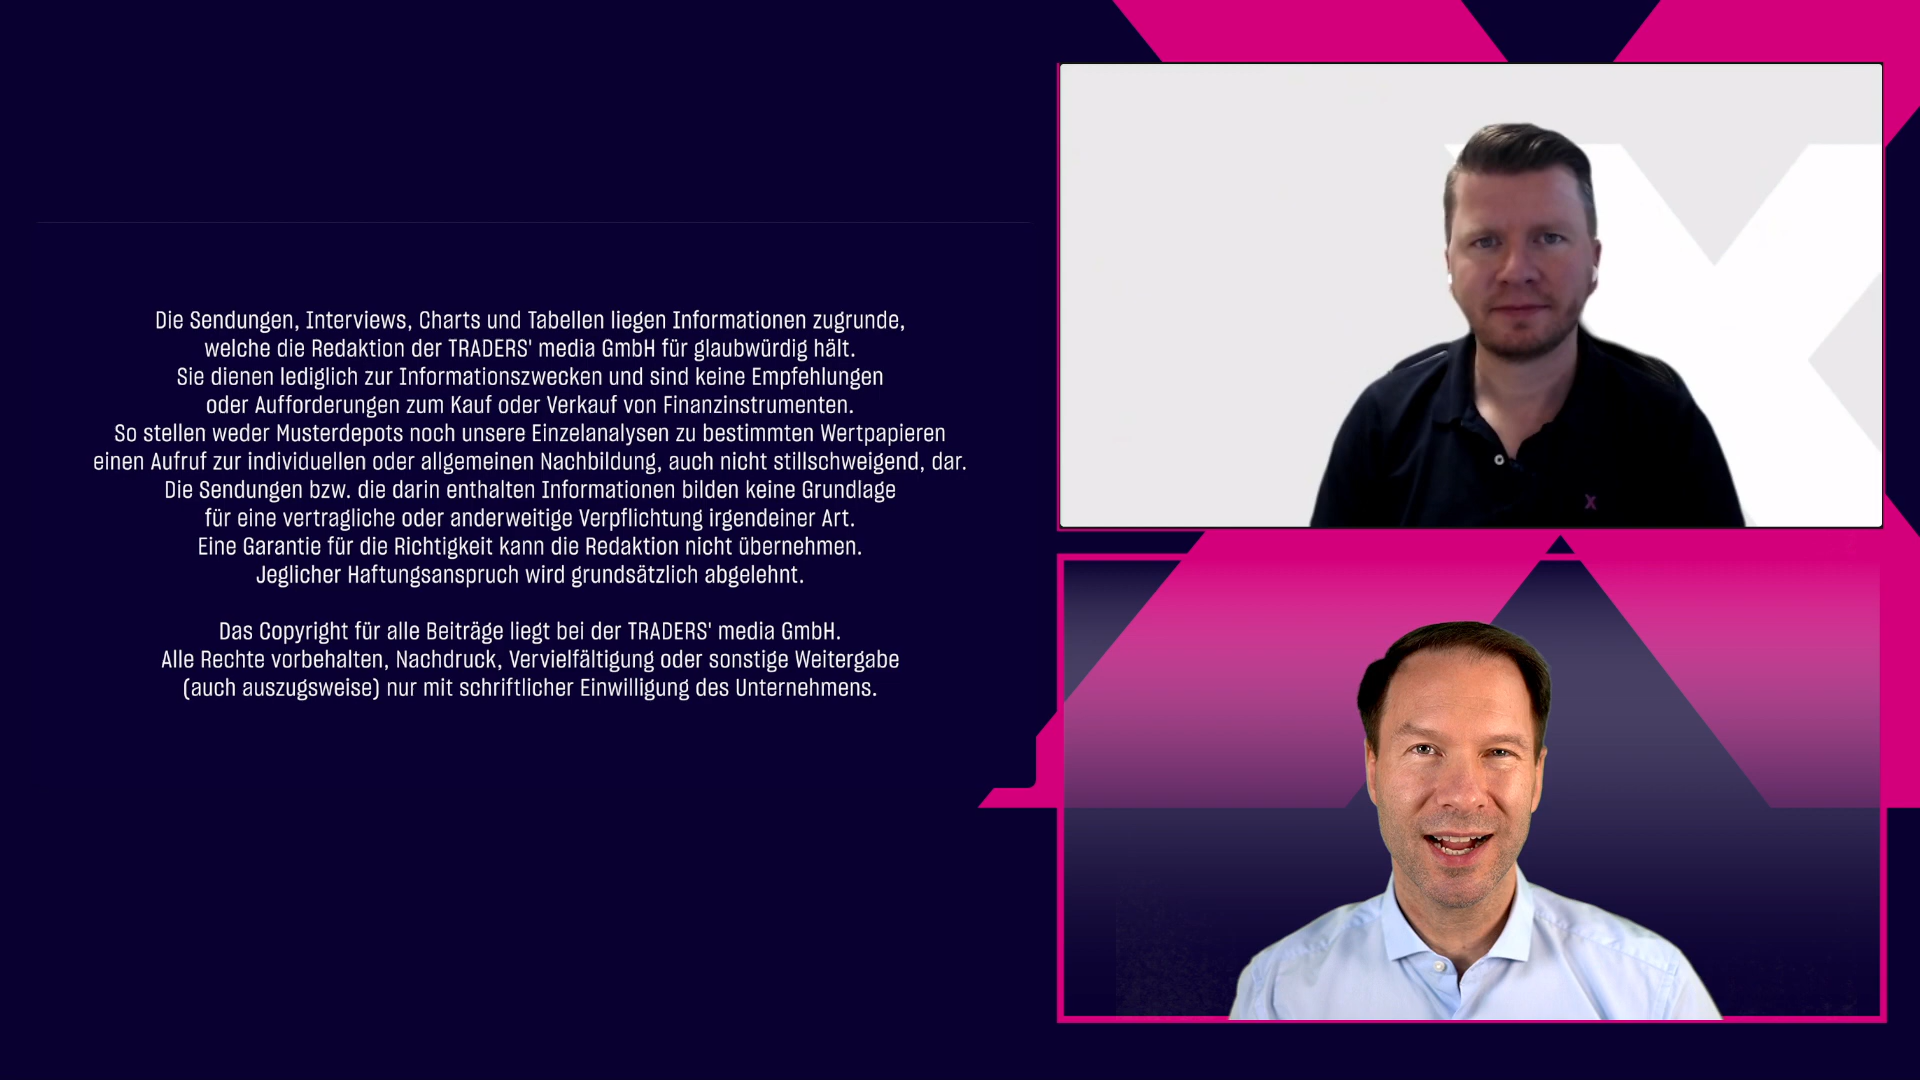 Die Sendungen, Interviews, Charts und Tabellen liegen Informationen zugrunde,
welche die Redaktion der TRADERS' media GmbH für glaubwürdig hält.
Sie dienen lediglich zur Informationszwecken und sind keine Empfehlungen
oder Aufforderungen zum Kauf oder Verkauf von Finanzinstrumenten.
So stellen weder Musterdepots noch unsere Einzelanalysen zu bestimmten Wertpapieren
einen Aufruf zur individuellen oder allgemeinen Nachbildung, auch nicht stillschweigend, dar.
Die Sendungen bzw. die darin enthalten Informationen bilden keine Grundlage
für eine vertragliche oder anderweitige Verpflichtung irgendeiner Art.
Eine Garantie für die Richtigkeit kann die Redaktion nicht übernehmen.
Jeglicher Haftungsanspruch wird grundsätzlich abgelehnt.
Das Copyright für alle Beiträge liegt bei der TRADERS' media GmbH.
Alle Rechte vorbehalten, Nachdruck, Vervielfältigung oder sonstige Weitergabe
(auch auszugsweise) nur mit schriftlicher Einwilligung des Unternehmens.